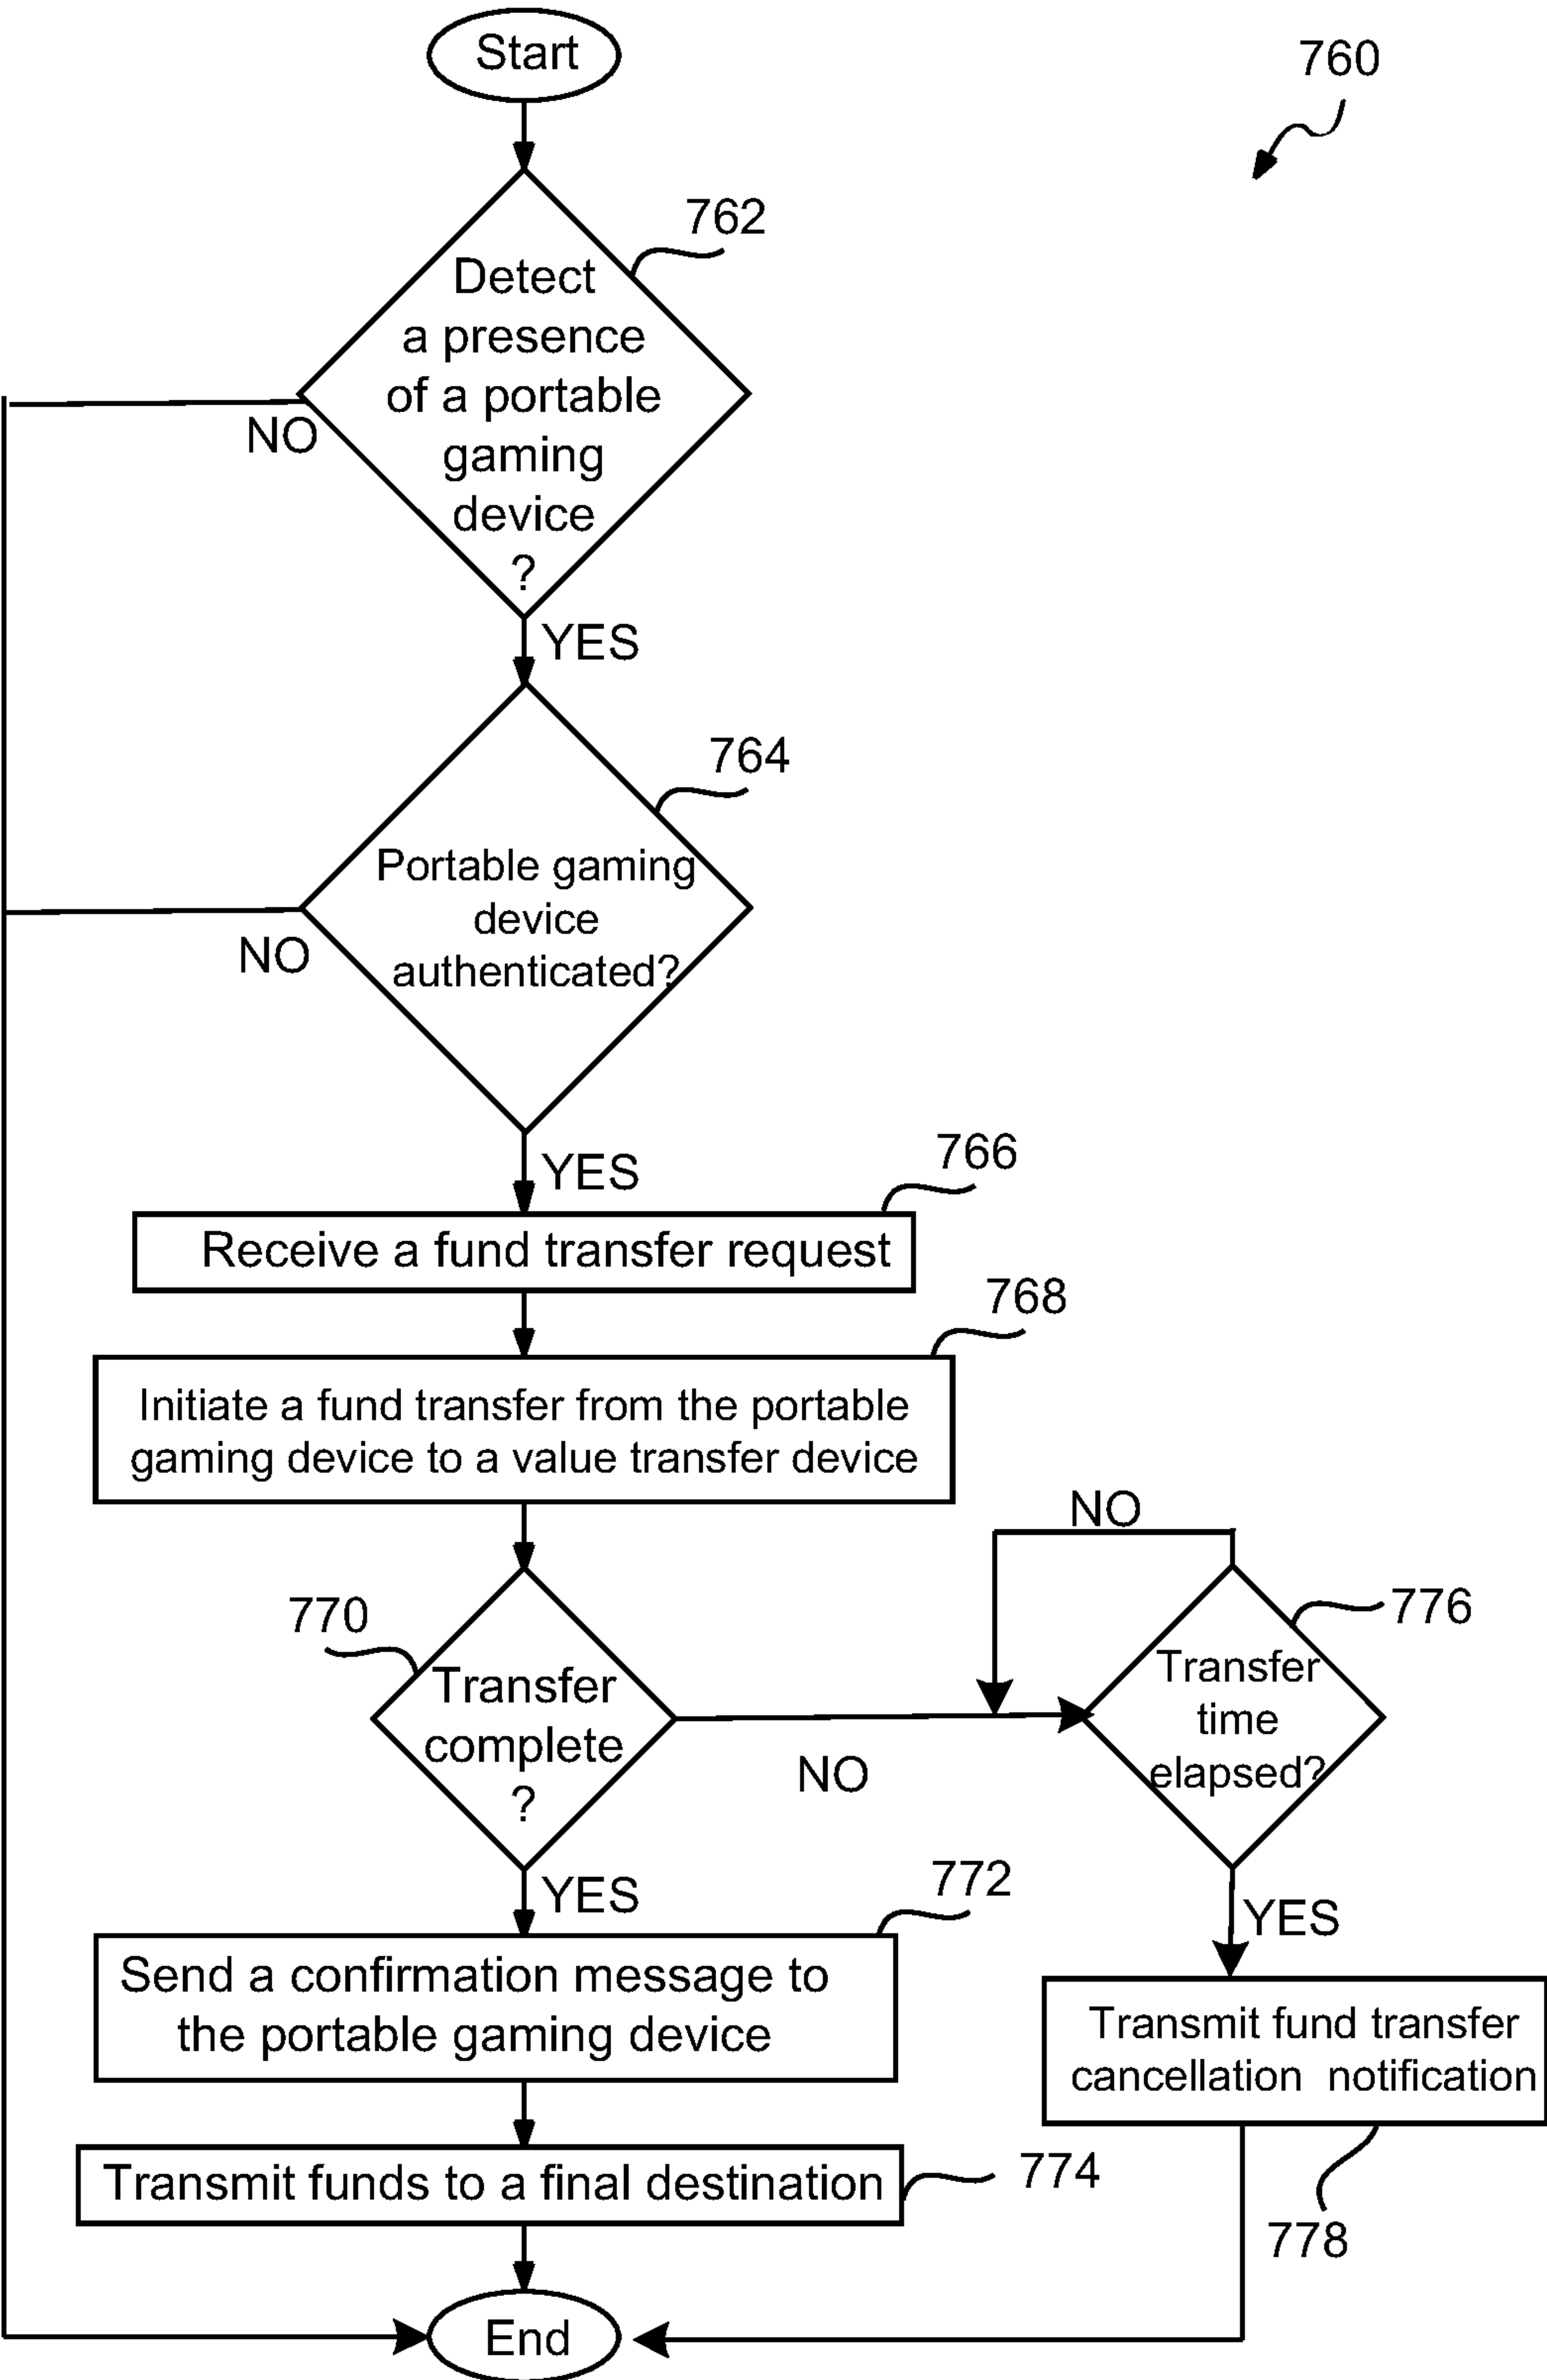 Start
760
762
Detect
a presence
of a portable
gaming
device
?
NO
YES
764
Portable gaming
device
authenticated?
NO
YES
766
Receive a fund transfer request
768
Initiate a fund transfer from the portable
gaming device to a value transfer device
NO
770
776
Transfer
complete
?
Transfer
time
elapsed?
NO
YES
772
YES
Send a confirmation message to
the portable gaming device
Transmit fund transfer
cancellation notification
Transmit funds to a final destination
774
778
End